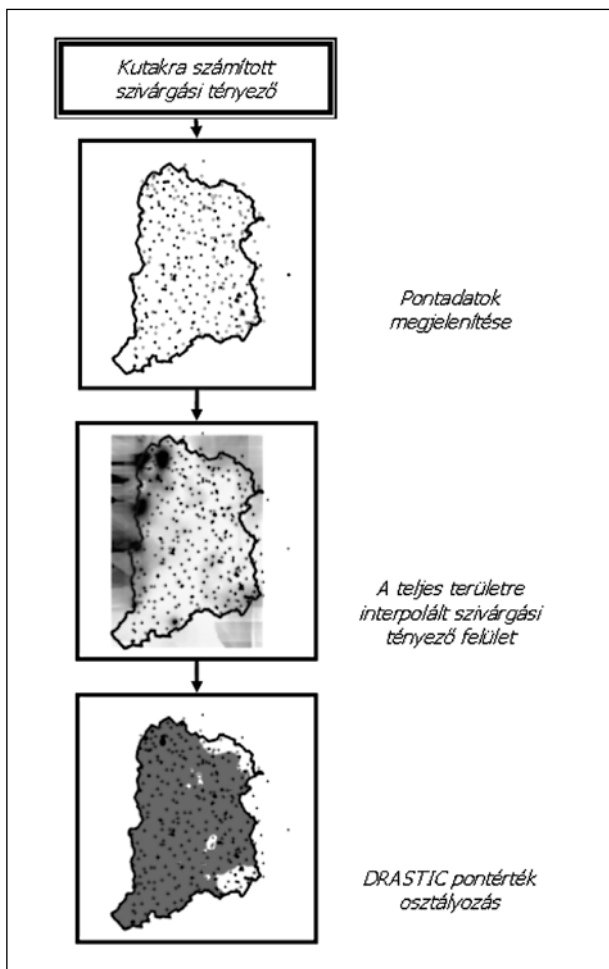 Kutakra számított
szivárgási tényező
Pontadatok
megjelenítése
A teljes területre
interpolált szivárgási
tényező felület
DRASTIC pontérték
osztályozás